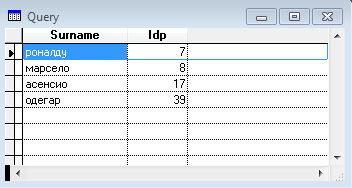 Query
Surname Idp
роналду 7
марсело 8
асенсио 17
одегар 39